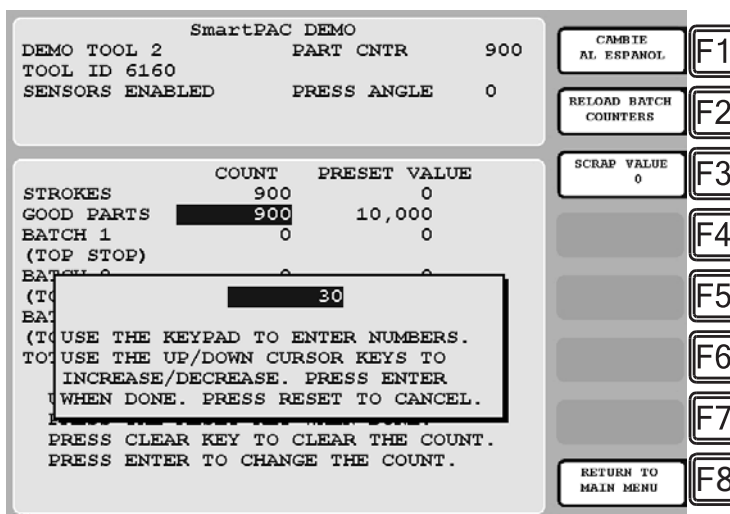 SmartPAC DEMO
DEMO TOOL 2 PART CNTR 900
TOOL ID 6160
SENSORS ENABLED PRESS ANGLE 0
COUNT PRESET VALUE
STROKES 900 0
GOOD PARTS 900 10,000
BATCH 1 0 0
(TOP STOP)
30
USE THE KEYPAD TO ENTER NUMBERS.
USE THE UP/DOWN CURSOR KEYS TO
INCREASE/DECREASE. PRESS ENTER
WHEN DONE. PRESS RESET TO CANCEL.
PRESS CLEAR KEY TO CLEAR THE COUNT.
PRESS ENTER TO CHANGE THE COUNT.
CAMBIE
AL ESPANOL
F1
RELOAD BATCH
COUNTERS
F2
SCRAP VALUE
0
F3
F4
F5
F6
F7
RETURN TO
MAIN MENU
F8